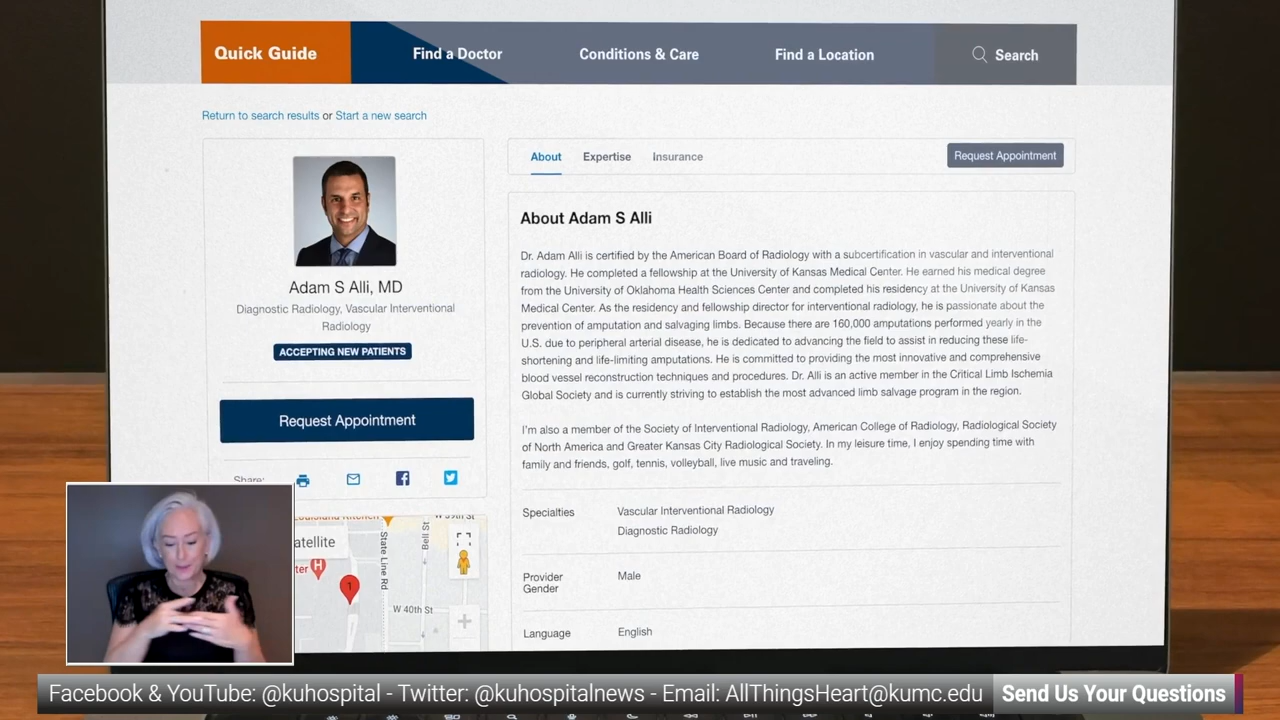 Quick Guide
Find a Doctor
Conditions & Care
Find a Location
Search
Return to search results or Start a new search
Adam S Alli, MD
Diagnostic Radiology, Vascular Interventional
Radiology
ACCEPTING NEW PATIENTS
Request Appointment
Share:
About
Expertise
Insurance
Request Appointment
About Adam S Alli
Dr. Adam Alli is certified by the American Board of Radiology with a subcertification in vascular and interventional
radiology. He completed a fellowship at the University of Kansas Medical Center. He earned his medical degree
from the University of Oklahoma Health Sciences Center and completed his residency at the University of Kansas
Medical Center. As the residency and fellowship director for interventional radiology, he is passionate about the
prevention of amputation and salvaging limbs. Because there are 160,000 amputations performed yearly in the
U.S. due to peripheral arterial disease, he is dedicated to advancing the field to assist in reducing these life-
shortening and life-limiting amputations. He is committed to providing the most innovative and comprehensive
blood vessel reconstruction techniques and procedures. Dr. Alli is an active member in the Critical Limb Ischemia
Global Society and is currently striving to establish the most advanced limb salvage program in the region.
I'm also a member of the Society of Interventional Radiology, American College of Radiology, Radiological Society
of North America and Greater Kansas City Radiological Society. In my leisure time, I enjoy spending time with
family and friends, golf, tennis, volleyball, live music and traveling.
Specialties
Vascular Interventional Radiology
Diagnostic Radiology
Provider
Gender
Male
Language
English
atellite
State Line Rd
Bell St
ter
H
1
W 40th St
Facebook & YouTube: @kuhospital - Twitter: @kuhospitalnews - Email: AllThingsHeart@kumc.edu
Send Us Your Questions